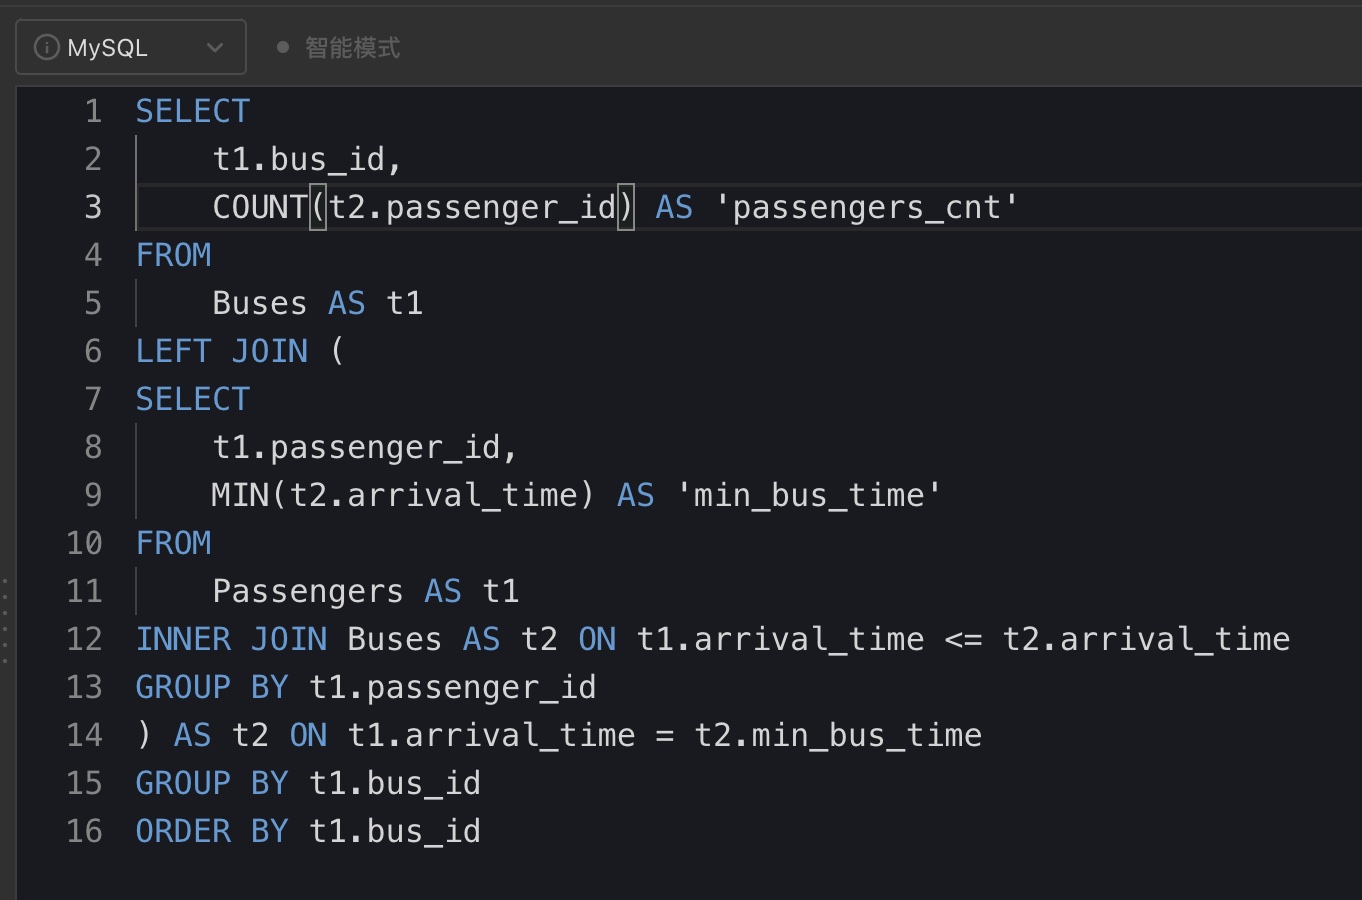 MySQL 智能模式
1 SELECT
2     t1.bus_id,
3     COUNT(t2.passenger_id) AS 'passengers_cnt'
4 FROM
5     Buses AS t1
6 LEFT JOIN (
7 SELECT
8     t1.passenger_id,
9     MIN(t2.arrival_time) AS 'min_bus_time'
10 FROM
11     Passengers AS t1
12 INNER JOIN Buses AS t2 ON t1.arrival_time <= t2.arrival_time
13 GROUP BY t1.passenger_id
14 ) AS t2 ON t1.arrival_time = t2.min_bus_time
15 GROUP BY t1.bus_id
16 ORDER BY t1.bus_id